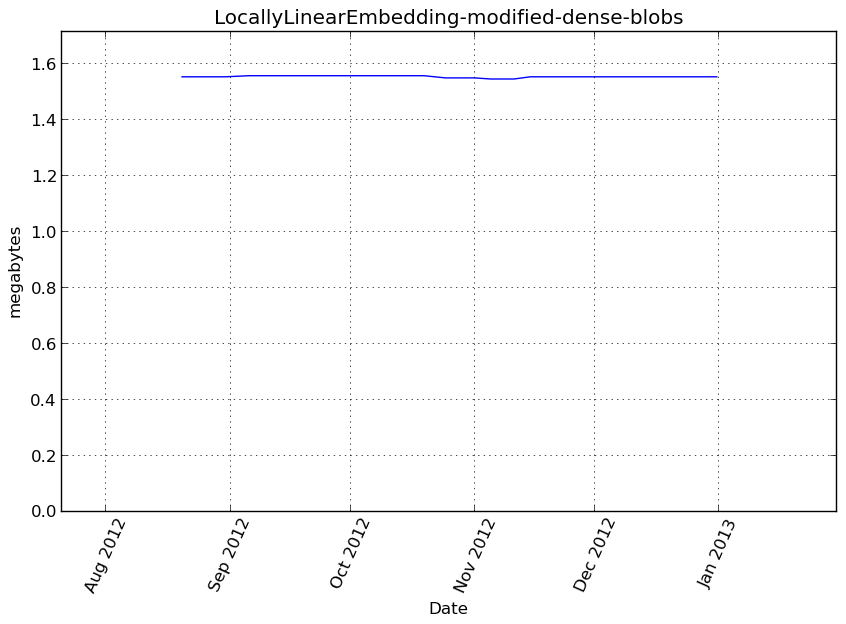 LocallyLinearEmbedding-modified-dense-blobs
megabytes
1.6
1.4
1.2
1.0
0.8
0.6
0.4
0.2
0.0
Aug 2012
Sep 2012
Oct 2012
Nov 2012
Dec 2012
Jan 2013
Date